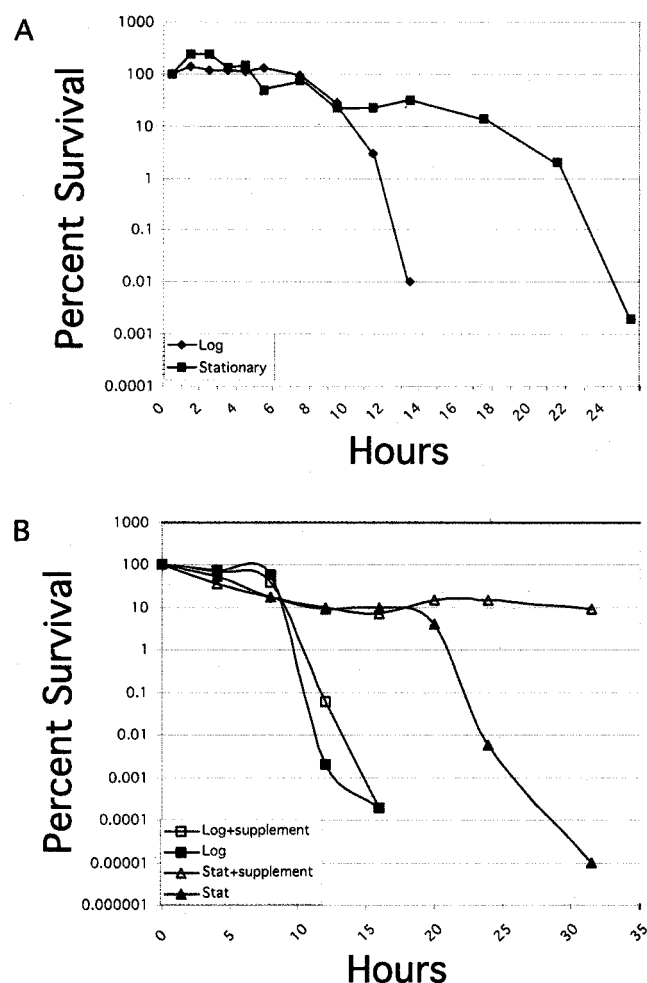 A
Percent Survival
1000
100
10
1
0.1
0.01
0.001
0.0001
Log
Stationary
0 2 4 6 8 10 12 14 16 18 20 22 24
Hours
B
Percent Survival
1000
100
10
1
0.1
0.01
0.001
0.0001
0.00001
0.000001
Log+supplement
Log
Stat+supplement
Stat
0 5 10 15 20 25 30 35
Hours